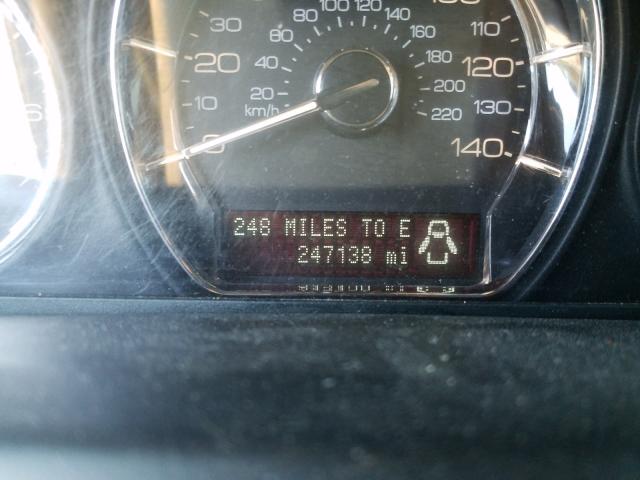 80 100 120 140
30 60 160 110
20 40 180 120
10 20 200 130
0 km/h 220 140
248 MILES TO E
247138 mi